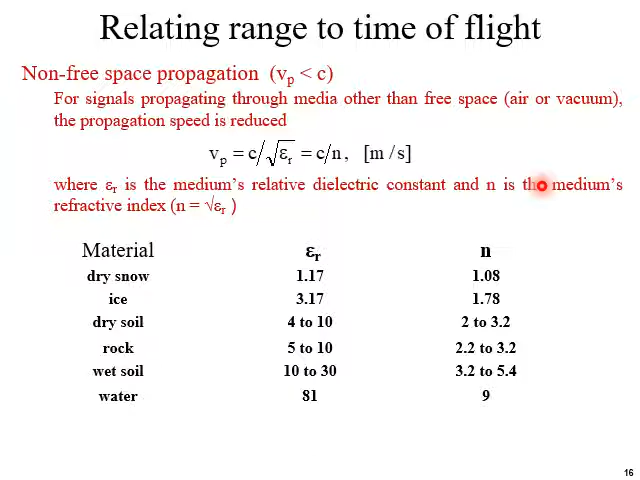 Relating range to time of flight
Non-free space propagation (vₚ < c)
For signals propagating through media other than free space (air or vacuum),
the propagation speed is reduced
vₚ = c/√εᵣ = c/n, [m/s]
where εᵣ is the medium's relative dielectric constant and n is the medium's
refractive index (n = √εᵣ )
Material εᵣ n
dry snow 1.17 1.08
ice 3.17 1.78
dry soil 4 to 10 2 to 3.2
rock 5 to 10 2.2 to 3.2
wet soil 10 to 30 3.2 to 5.4
water 81 9
16